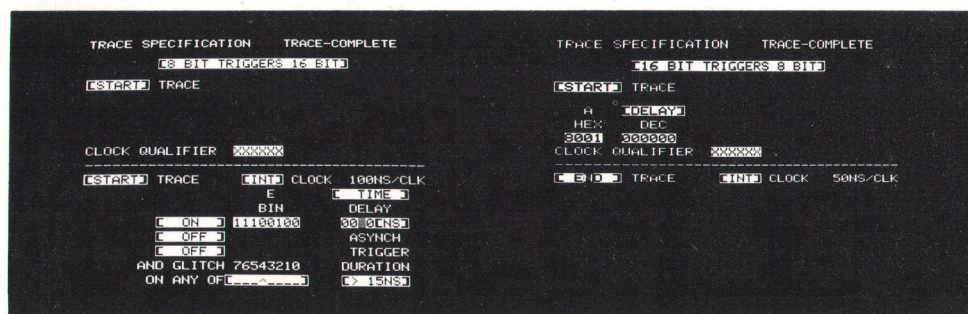 TRACE SPECIFICATION TRACE-COMPLETE
[8 BIT TRIGGERS 16 BIT]
[START] TRACE
CLOCK QUALIFIER XXXXXX
[START] TRACE [INT] CLOCK 100NS/CLK
E [ TIME ]
BIN DELAY
[ ON ] 11100100 00 0[NS]
[ OFF ] ASYNCH
[ OFF ] TRIGGER
AND GLITCH 76543210 DURATION
ON ANY OF[___^____] [> 15NS]
TRACE SPECIFICATION TRACE-COMPLETE
[16 BIT TRIGGERS 8 BIT]
[START] TRACE
A [DELAY]
HEX DEC
8001 000000
CLOCK QUALIFIER XXXXXX
[ END ] TRACE [INT] CLOCK 50NS/CLK